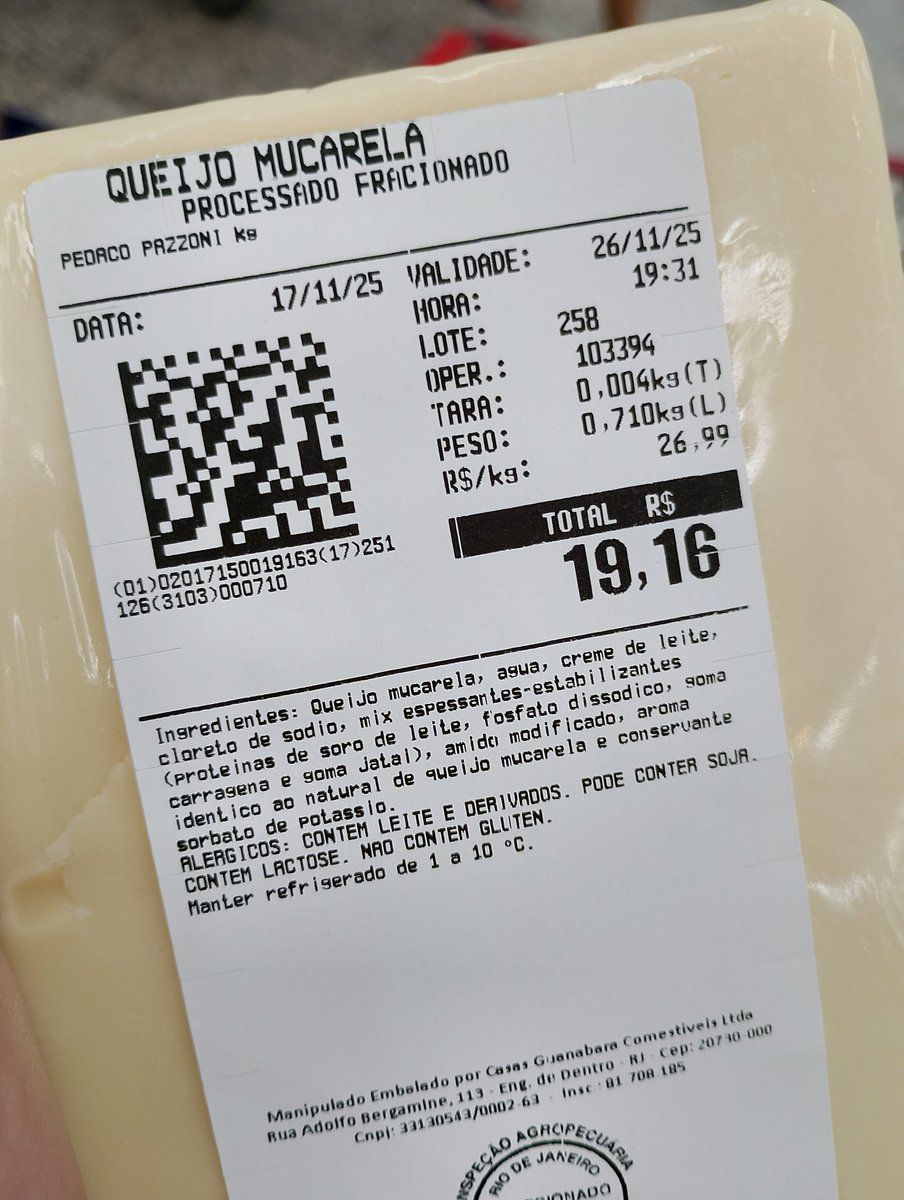 QUEIJO MUCARELA
PROCESSADO FRACIONADO
PEDACO PAZZONI kg
DATA: 17/11/25
VALIDADE: 26/11/25
HORA: 19:31
LOTE: 258
OPER.: 103394
TARA: 0,004kg(T)
PESO: 0,710kg(L)
R$/kg: 26,99
TOTAL R$
19,16
(01)02017150019163(17)251
126(3103)000710
Ingredientes: Queijo mucarela, agua, creme de leite,
cloreto de sodio, mix espessantes-estabilizantes
(proteinas de soro de leite, fosfato dissodico, goma
carragena e goma jatai), amido modificado, aroma
identico ao natural de queijo mucarela e conservante
sorbato de potassio.
ALERGICOS: CONTEM LEITE E DERIVADOS. PODE CONTER SOJA.
CONTEM LACTOSE. NAO CONTEM GLUTEN.
Manter refrigerado de 1 a 10 °C.
Manipulado Embalado por Casas Guanabara Comestiveis Ltda
Rua Adolfo Bergamine, 113 - Eng. de Dentro - RJ - Cep: 20730-000
Cnpj: 33130543/0002-63 - Insc: 81 708 185
INSPEÇÃO AGROPECUÁRIA
RIO DE JANEIRO